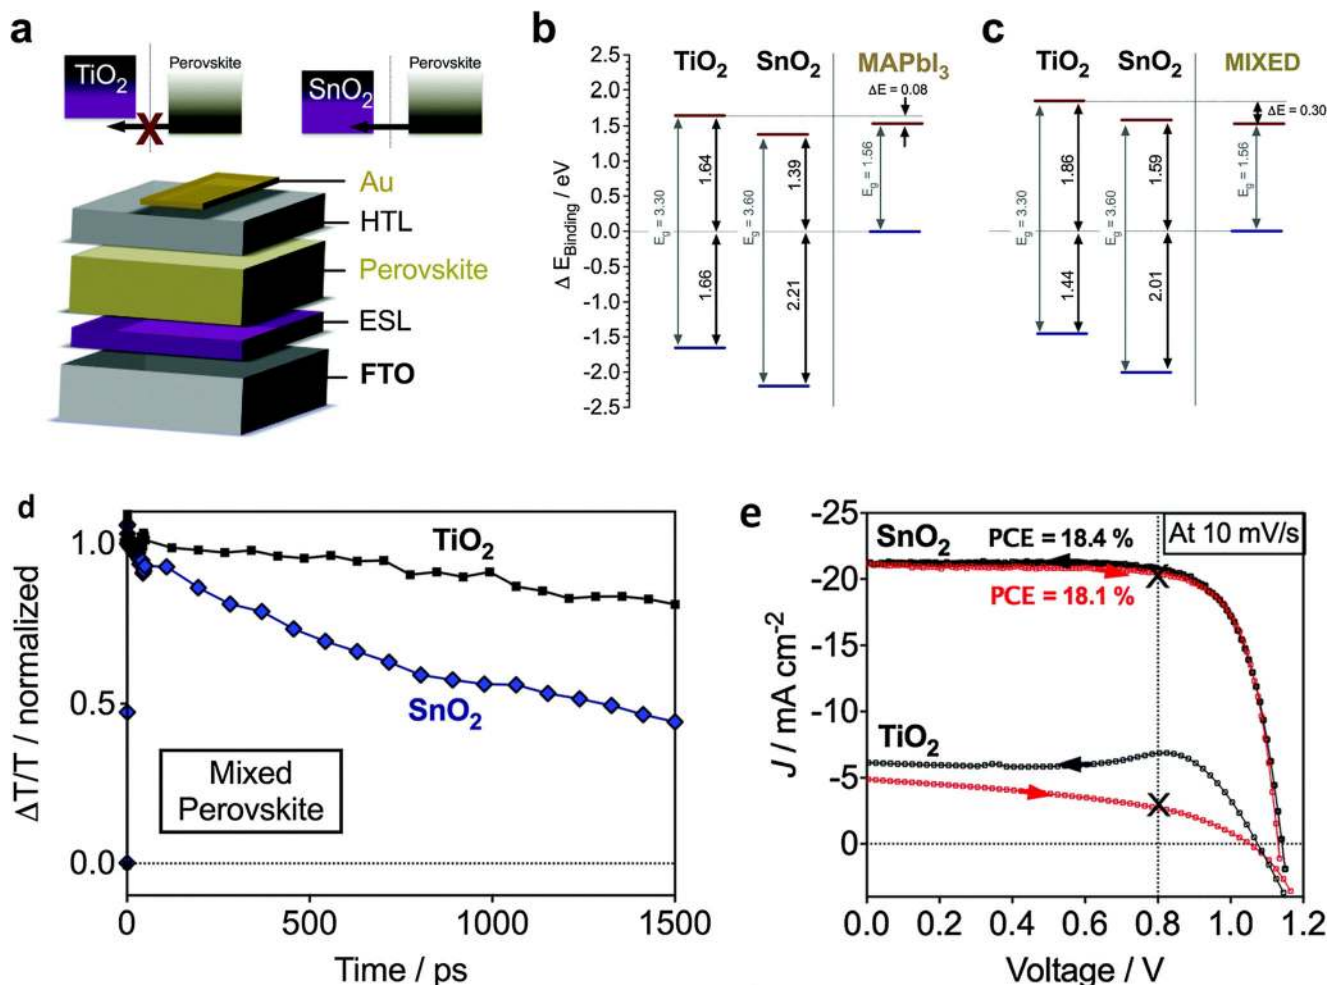 a
TiO2
Perovskite
X
SnO2
Perovskite
Au
HTL
Perovskite
ESL
FTO
b
2.5
2.0
1.5
1.0
0.5
0.0
-0.5
-1.0
-1.5
-2.0
-2.5
Δ EBinding / eV
TiO2
SnO2
MAPbI3
ΔE = 0.08
Eg = 3.30
1.64
1.66
Eg = 3.60
1.39
2.21
Eg = 1.56
c
TiO2
SnO2
MIXED
ΔE = 0.30
Eg = 3.30
1.86
1.44
Eg = 3.60
1.59
2.01
Eg = 1.56
d
1.0
0.5
0.0
ΔT/T / normalized
TiO2
SnO2
Mixed
Perovskite
0
500
1000
1500
Time / ps
e
-25
-20
-15
-10
-5
0
J / mA cm-2
SnO2
PCE = 18.4 %
At 10 mV/s
PCE = 18.1 %
X
TiO2
X
0.0
0.2
0.4
0.6
0.8
1.0
1.2
Voltage / V